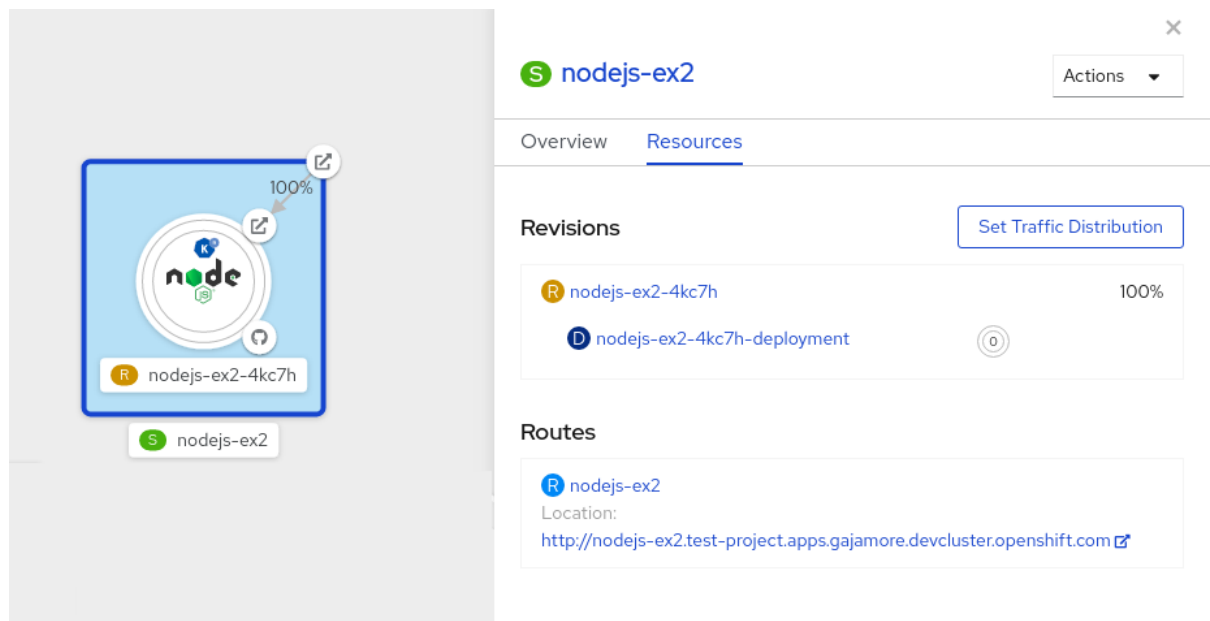 100%
K
node
JS
R nodejs-ex2-4kc7h
S nodejs-ex2
S nodejs-ex2
Actions
Overview Resources
Revisions
Set Traffic Distribution
R nodejs-ex2-4kc7h 100%
D nodejs-ex2-4kc7h-deployment 0
Routes
R nodejs-ex2
Location:
http://nodejs-ex2.test-project.apps.gajamore.devcluster.openshift.com